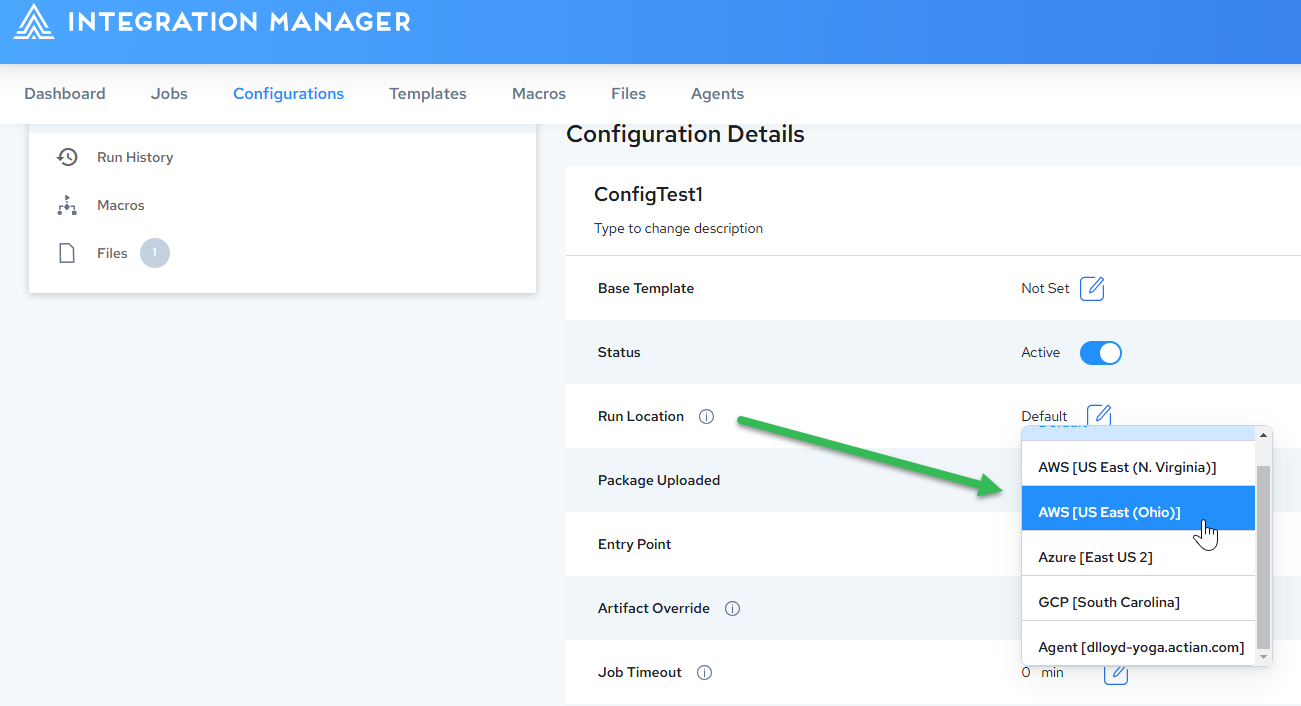 INTEGRATION MANAGER
Dashboard Jobs Configurations Templates Macros Files Agents
Run History
Macros
Files 1
Configuration Details
ConfigTest1
Type to change description
Base Template Not Set
Status Active
Run Location Default
Default
AWS [US East (N. Virginia)]
Package Uploaded
AWS [US East (Ohio)]
Entry Point
Azure [East US 2]
Artifact Override
GCP [South Carolina]
Agent [dlloyd-yoga.actian.com]
Job Timeout 0 min